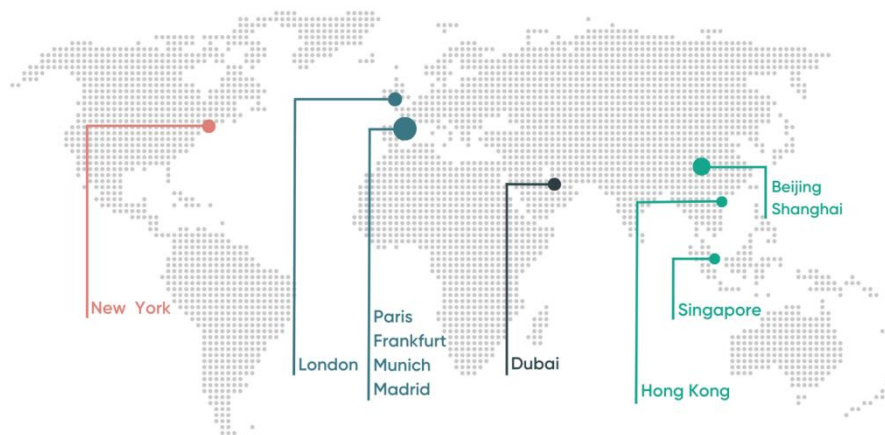 New York
London
Paris
Frankfurt
Munich
Madrid
Dubai
Hong Kong
Singapore
Beijing
Shanghai